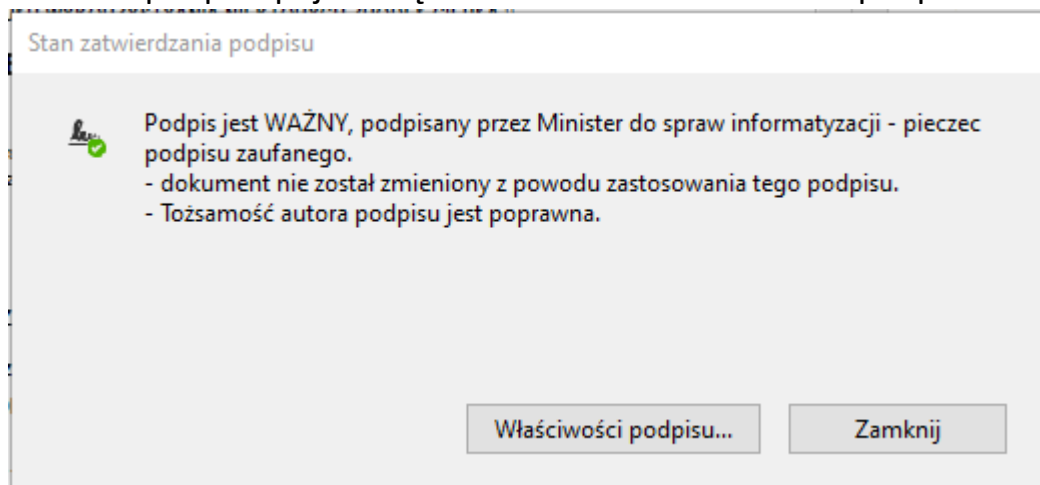 Stan zatwierdzania podpisu
Podpis jest WAŻNY, podpisany przez Minister do spraw informatyzacji - pieczec
podpisu zaufanego.
- dokument nie został zmieniony z powodu zastosowania tego podpisu.
- Tożsamość autora podpisu jest poprawna.
Właściwości podpisu...
Zamknij